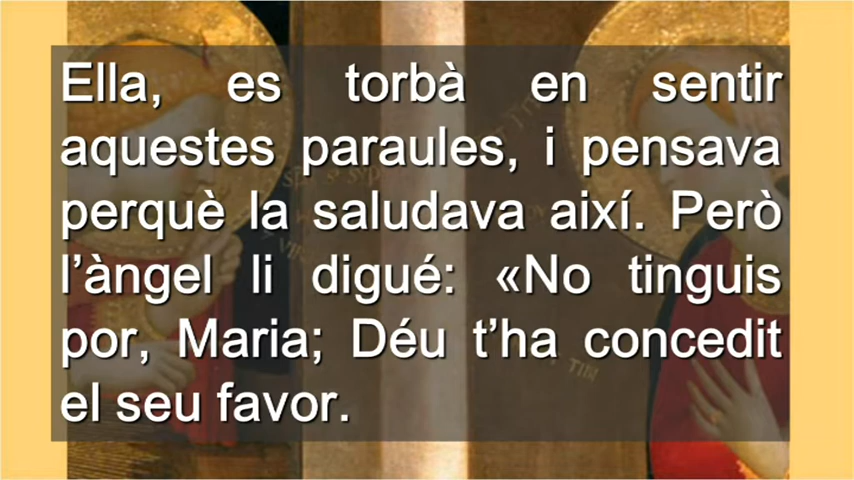 Ella, es torbà en sentir
aquestes paraules, i pensava
perquè la saludava així. Però
l’àngel li digué: «No tinguis
por, Maria; Déu t’ha concedit
el seu favor.